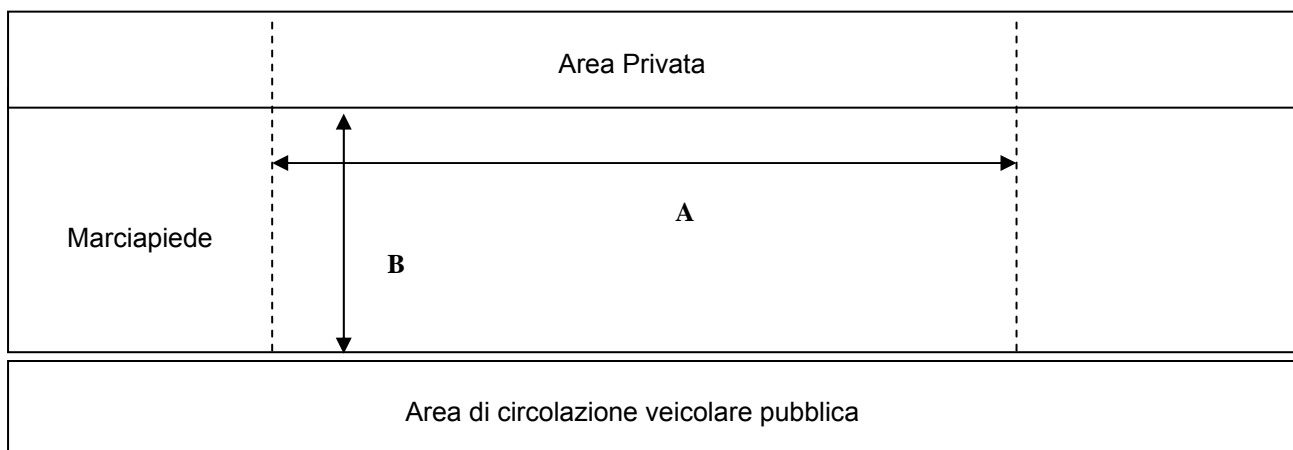 Area Privata
A
Marciapiede
B
Area di circolazione veicolare pubblica